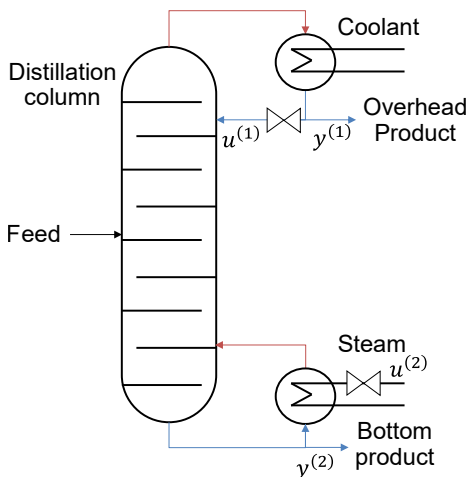 Coolant
Distillation
column
Overhead
Product
u^{(1)}
y^{(1)}
Feed
Steam
u^{(2)}
Bottom
product
y^{(2)}